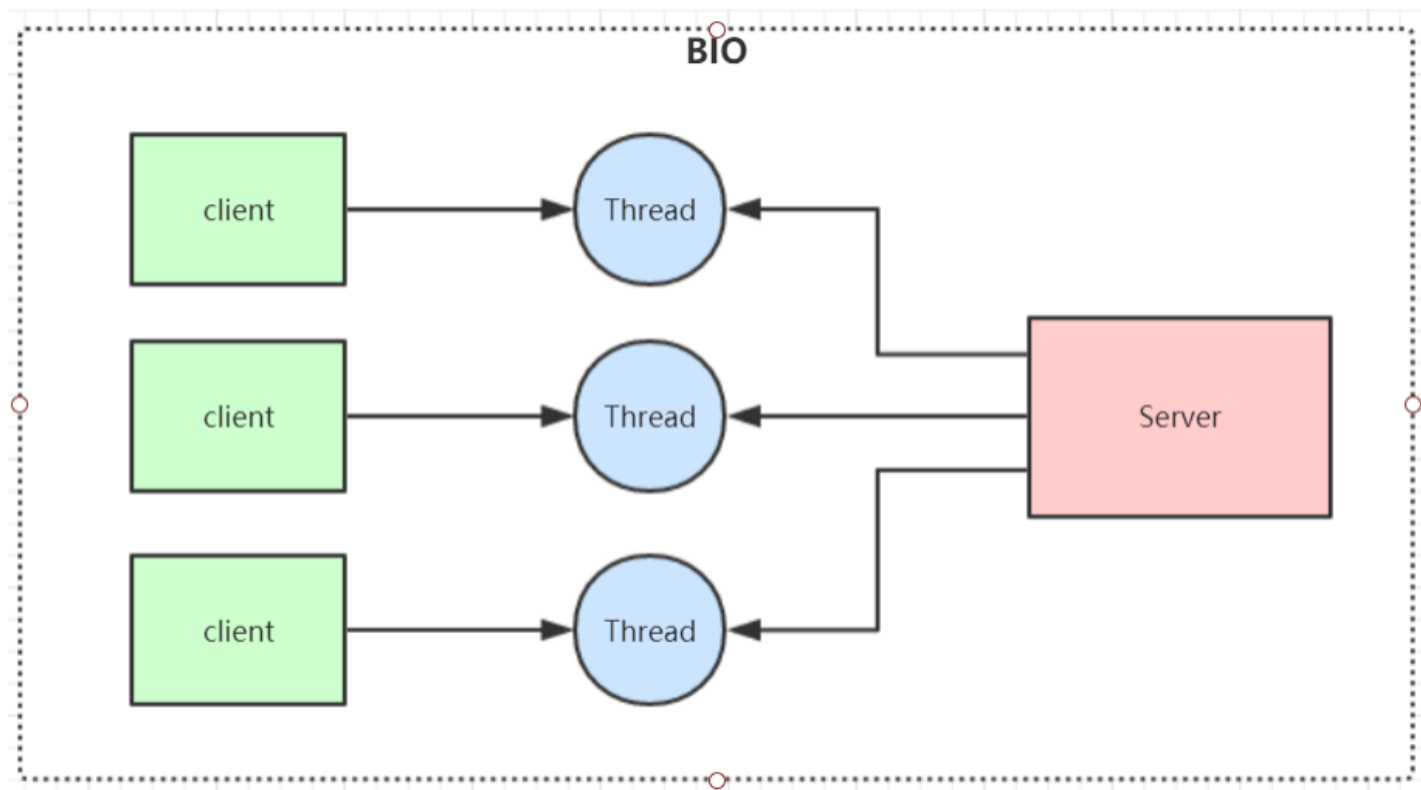 BIO
client
Thread
client
Thread
Server
client
Thread